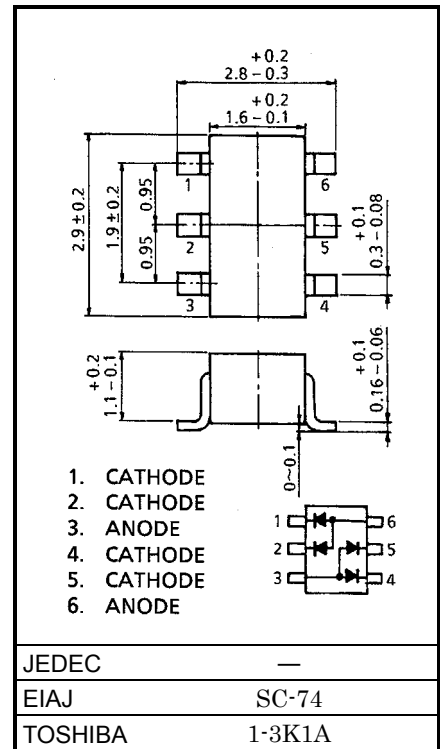 +0.2
2.8-0.3
+0.2
1.6-0.1
2.9±0.2
1.9±0.2
0.95
0.95
1
2
3
6
5
4
+0.1
0.3-0.08
+0.2
1.1-0.1
+0.1
0.16-0.06
0~0.1
1. CATHODE
2. CATHODE
3. ANODE
4. CATHODE
5. CATHODE
6. ANODE
1 6
2 5
3 4
JEDEC —
EIAJ SC-74
TOSHIBA 1-3K1A